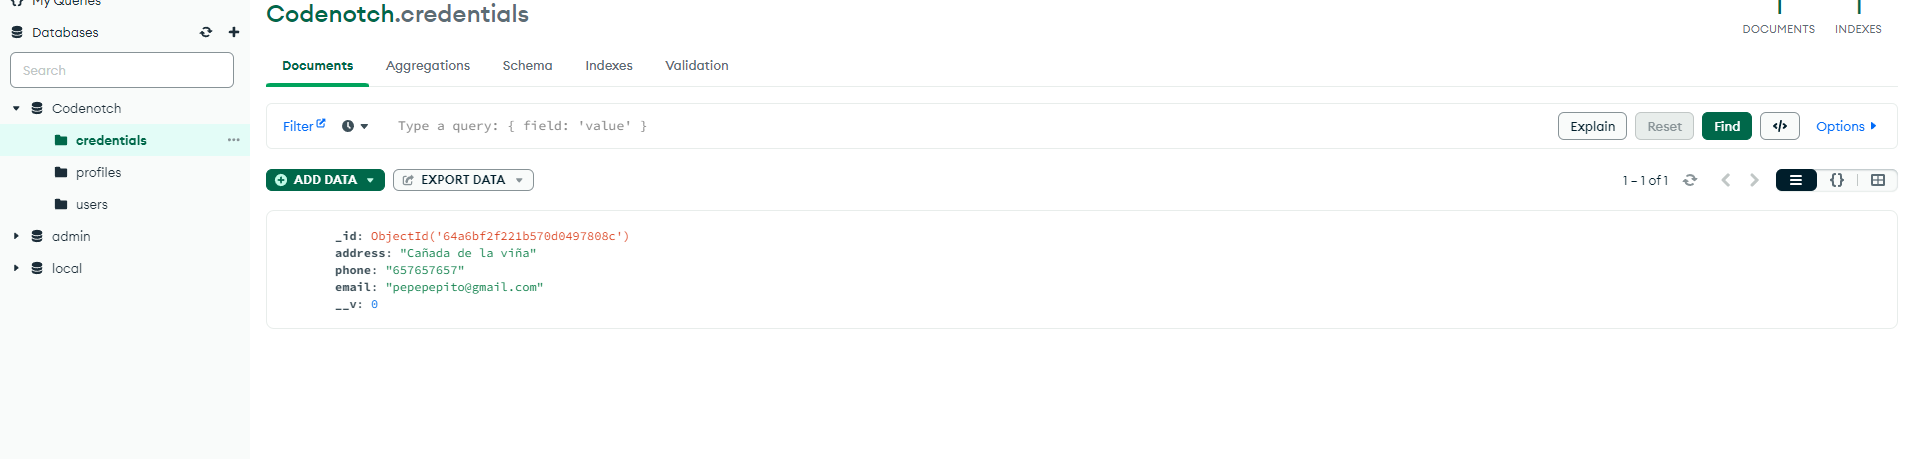 My Queries
Databases
Search
Codenotch
credentials
profiles
users
admin
local
Codenotch.credentials
DOCUMENTS INDEXES
Documents Aggregations Schema Indexes Validation
Filter Type a query: { field: 'value' } Explain Reset Find </> Options
ADD DATA EXPORT DATA 1 – 1 of 1 {}
_id: ObjectId('64a6bf2f221b570d0497808c')
address: "Cañada de la viña"
phone: "657657657"
email: "pepepepito@gmail.com"
__v: 0